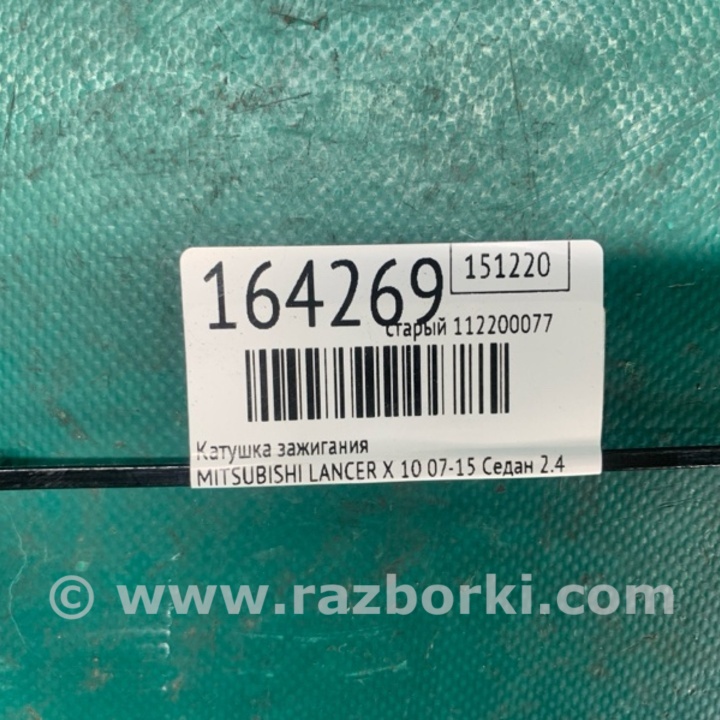 164269
151220
старый 112200077
Катушка зажигания
MITSUBISHI LANCER X 10 07-15 Седан 2.4
© www.razborki.com